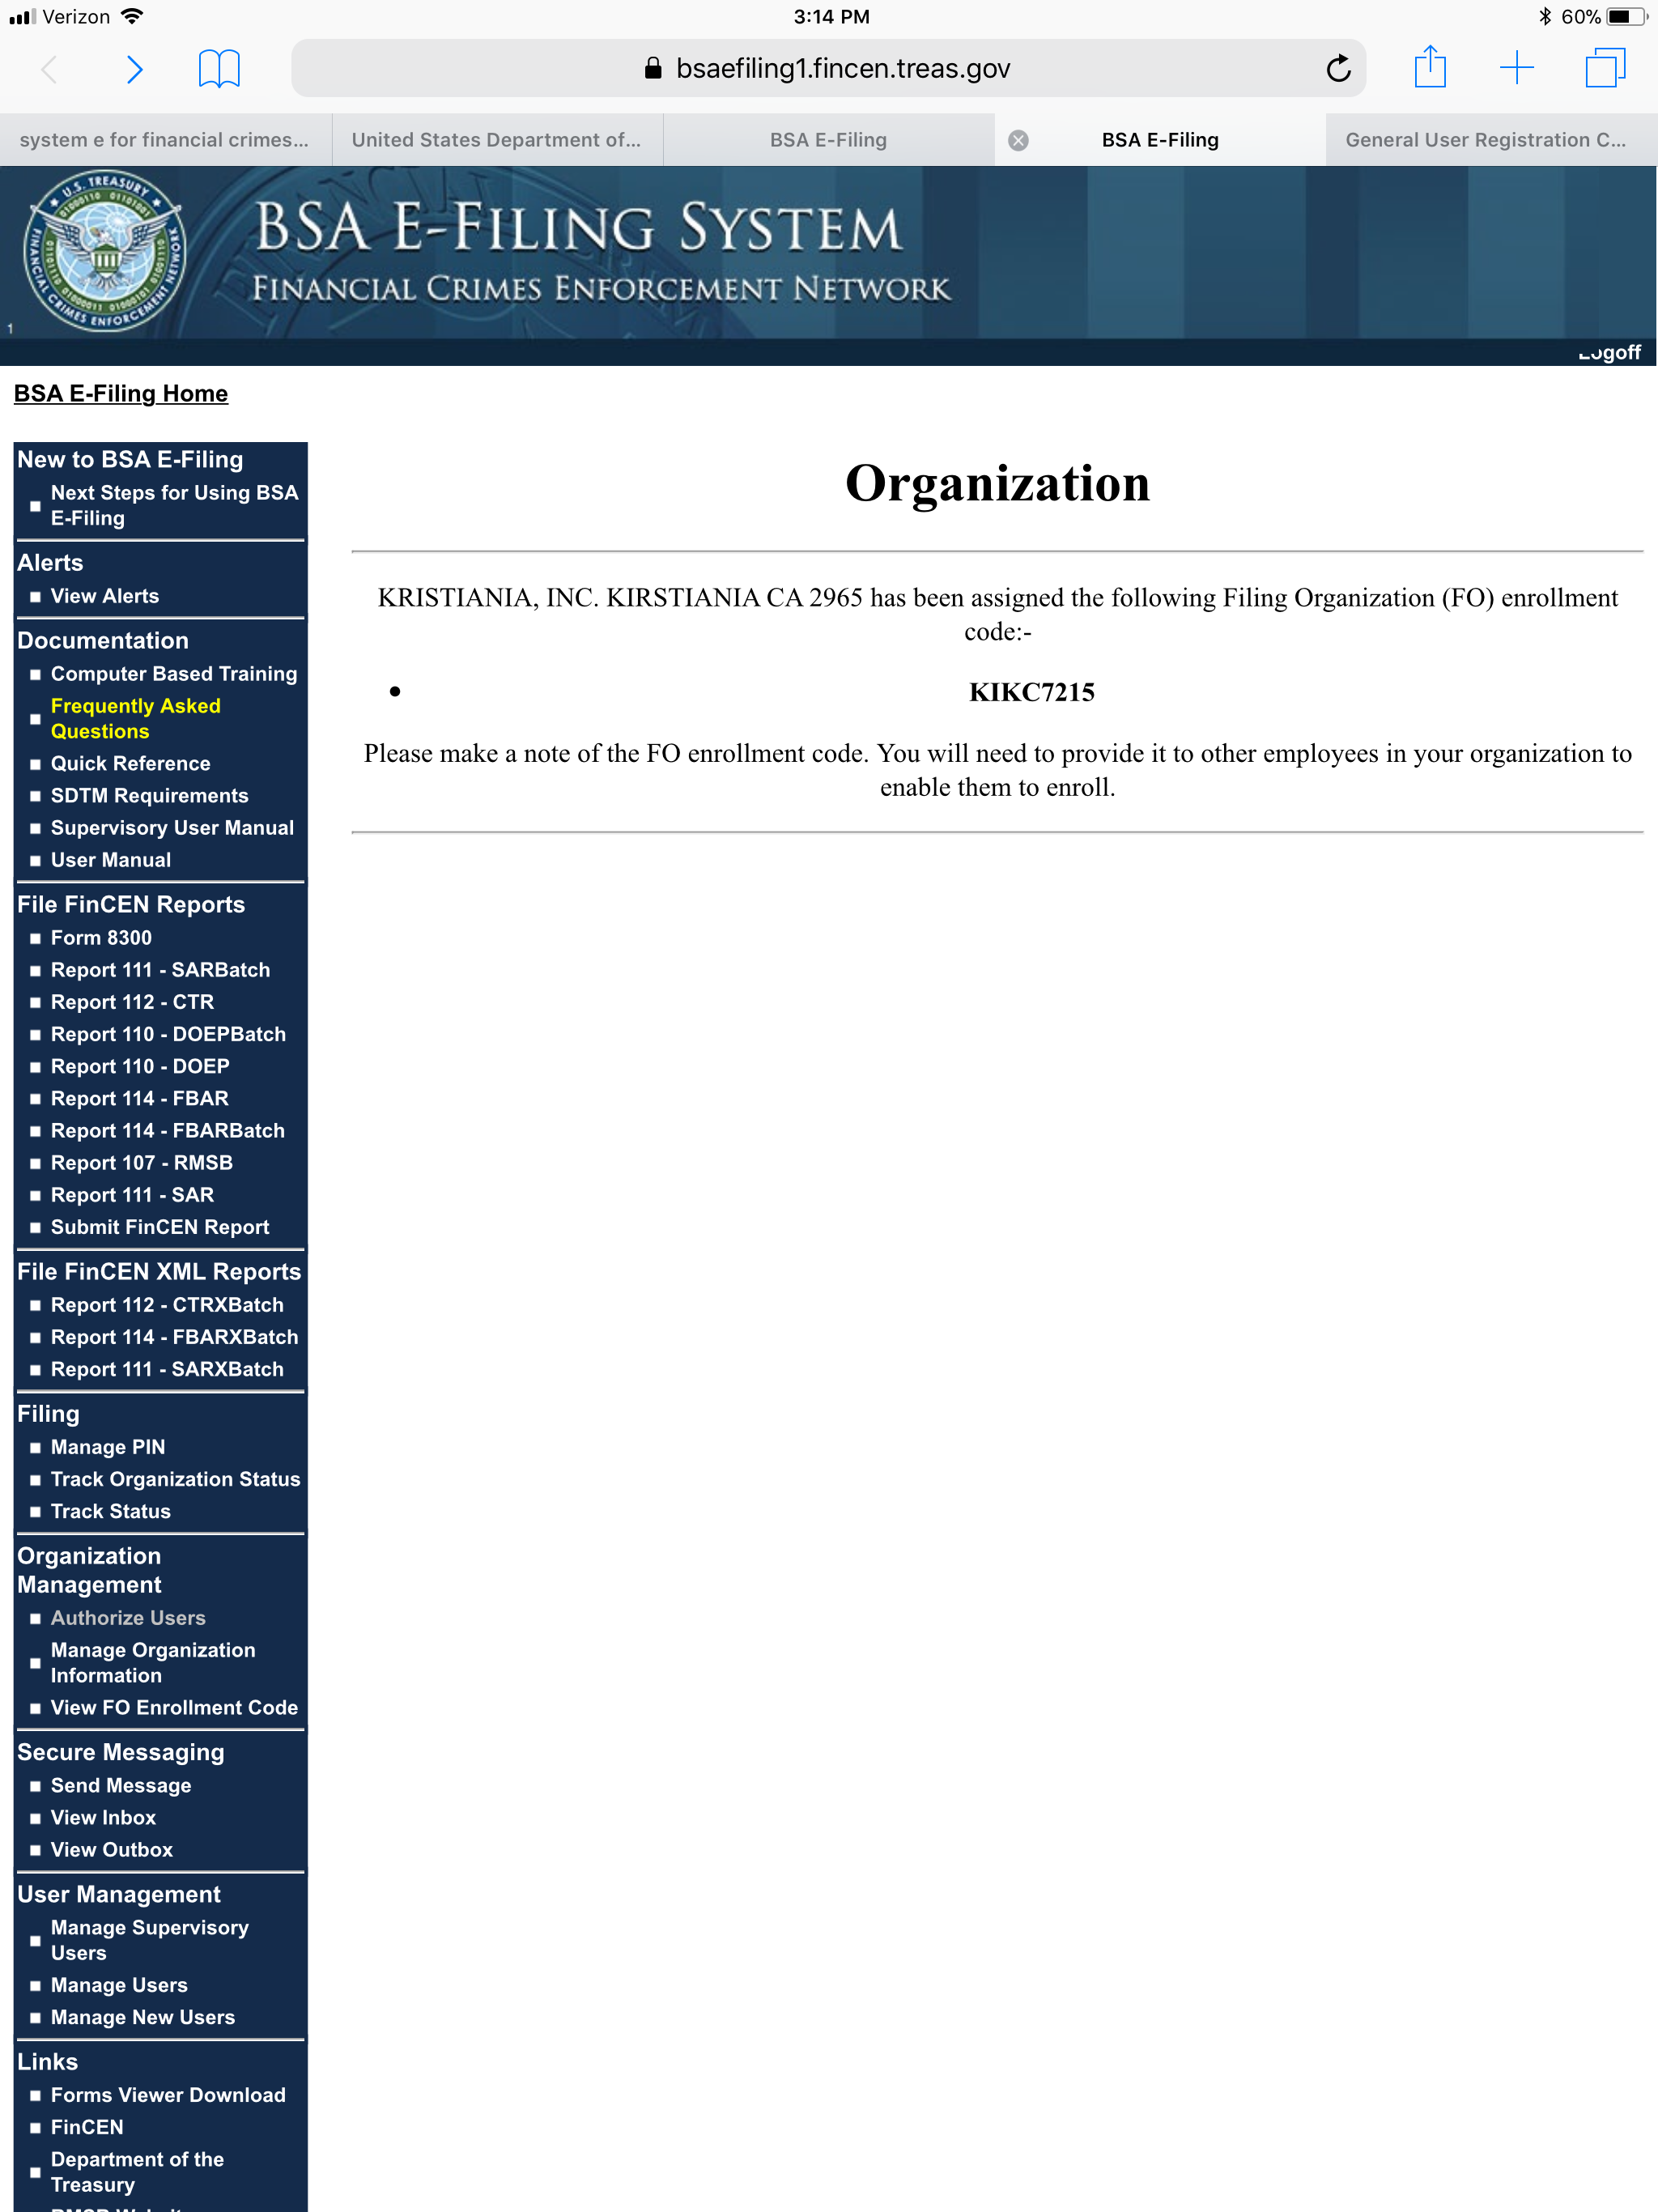 Verizon 3:14 PM 60%
bsaefiling1.fincen.treas.gov
system e for financial crimes... United States Department of... BSA E-Filing BSA E-Filing General User Registration C...
U.S. TREASURY
FINANCIAL CRIMES ENFORCEMENT NETWORK
BSA E-FILING SYSTEM
FINANCIAL CRIMES ENFORCEMENT NETWORK
1
Logoff
BSA E-Filing Home
New to BSA E-Filing
Next Steps for Using BSA
E-Filing
Alerts
View Alerts
Documentation
Computer Based Training
Frequently Asked
Questions
Quick Reference
SDTM Requirements
Supervisory User Manual
User Manual
File FinCEN Reports
Form 8300
Report 111 - SARBatch
Report 112 - CTR
Report 110 - DOEPBatch
Report 110 - DOEP
Report 114 - FBAR
Report 114 - FBARBatch
Report 107 - RMSB
Report 111 - SAR
Submit FinCEN Report
File FinCEN XML Reports
Report 112 - CTRXBatch
Report 114 - FBARXBatch
Report 111 - SARXBatch
Filing
Manage PIN
Track Organization Status
Track Status
Organization
Management
Authorize Users
Manage Organization
Information
View FO Enrollment Code
Secure Messaging
Send Message
View Inbox
View Outbox
User Management
Manage Supervisory
Users
Manage Users
Manage New Users
Links
Forms Viewer Download
FinCEN
Department of the
Treasury
Organization
KRISTIANIA, INC. KIRSTIANIA CA 2965 has been assigned the following Filing Organization (FO) enrollment
code:-
• KIKC7215
Please make a note of the FO enrollment code. You will need to provide it to other employees in your organization to
enable them to enroll.